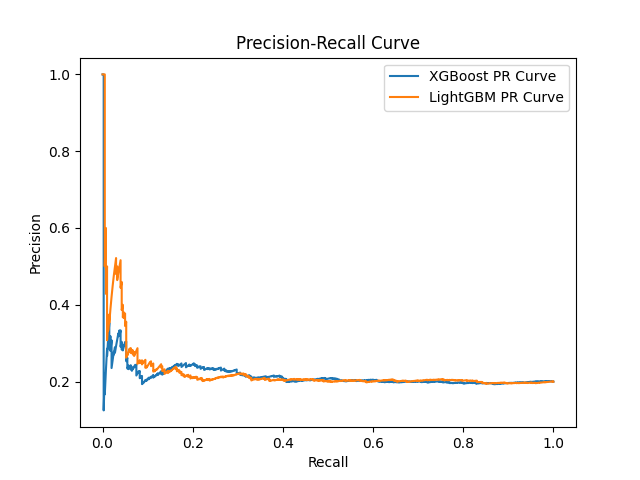 Precision-Recall Curve
XGBoost PR Curve
LightGBM PR Curve
Precision
1.0
0.8
0.6
0.4
0.2
0.0 0.2 0.4 0.6 0.8 1.0
Recall